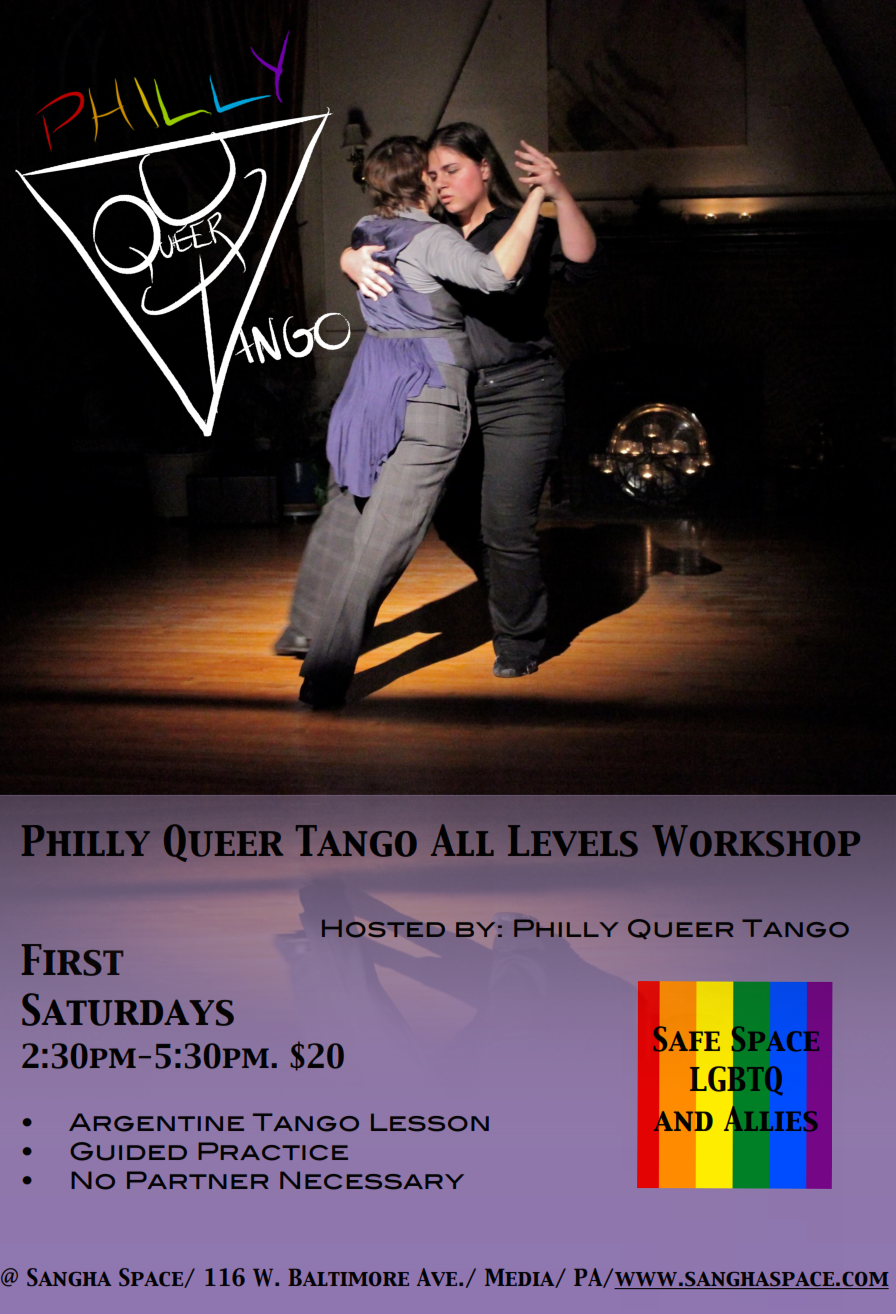 PHILLY
QUEER
TANGO
PHILLY QUEER TANGO ALL LEVELS WORKSHOP
HOSTED BY: PHILLY QUEER TANGO
FIRST
SATURDAYS
2:30PM-5:30PM. $20
• ARGENTINE TANGO LESSON
• GUIDED PRACTICE
• NO PARTNER NECESSARY
SAFE SPACE
LGBTQ
AND ALLIES
@ SANGHA SPACE/ 116 W. BALTIMORE AVE./ MEDIA/ PA/WWW.SANGHASPACE.COM